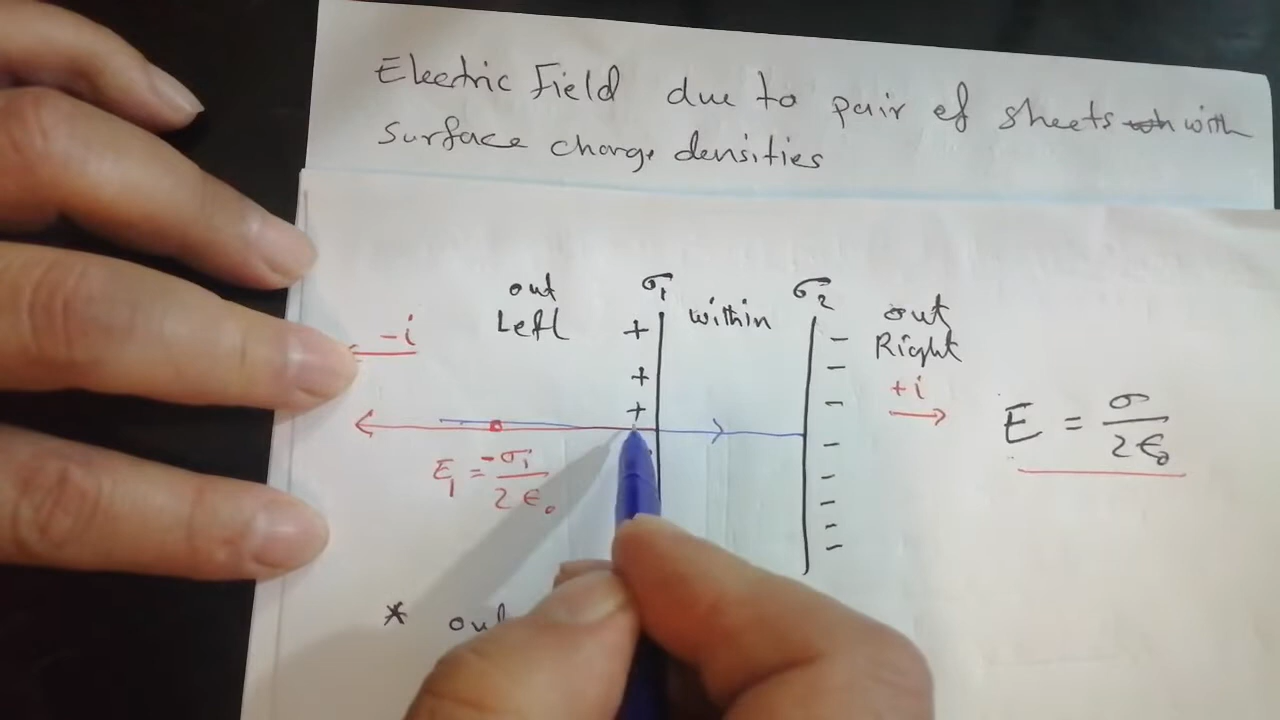 Electric Field due to pair of sheets with
surface charge densities
out Left
σ1
within
σ2
out Right
-i
+i
+
+
+
-
-
-
-
-
-
-
-
E = σ/2ϵ₀
E₁ = -σ₁/2ϵ₀
* out